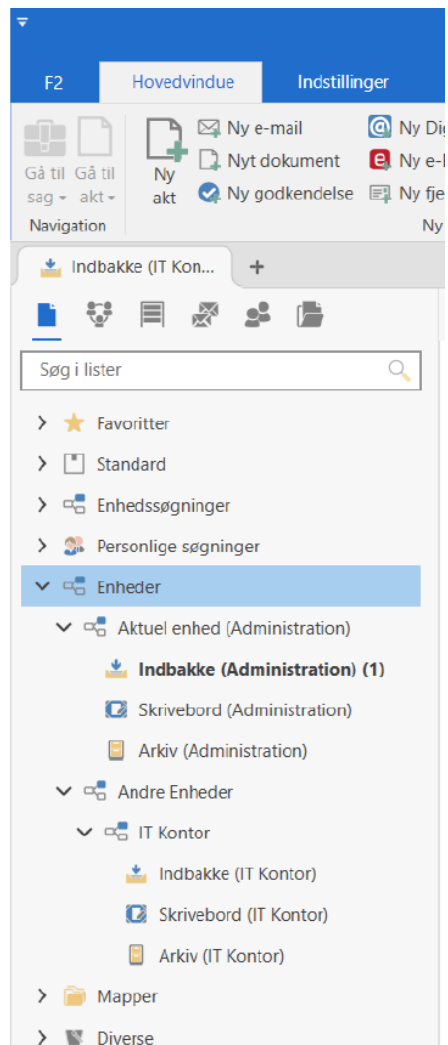 F2 Hovedvindue Indstillinger
Gå til sag Gå til akt Ny akt
Ny e-mail Ny Dig
Nyt dokument Ny e-
Ny godkendelse Ny fje
Navigation Ny
Indbakke (IT Kon... +
Søg i lister
Favoritter
Standard
Enhedssøgninger
Personlige søgninger
Enheder
Aktuel enhed (Administration)
Indbakke (Administration) (1)
Skrivebord (Administration)
Arkiv (Administration)
Andre Enheder
IT Kontor
Indbakke (IT Kontor)
Skrivebord (IT Kontor)
Arkiv (IT Kontor)
Mapper
Diverse